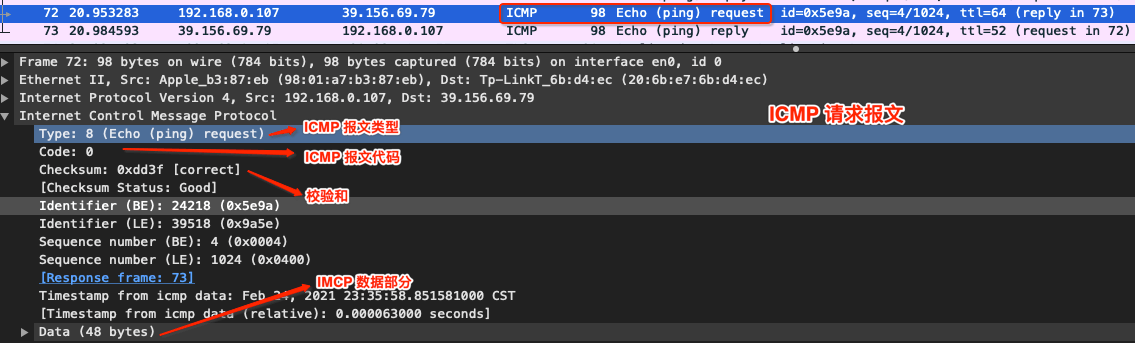 72 20.953283 192.168.0.107 39.156.69.79 ICMP 98 Echo (ping) request id=0x5e9a, seq=4/1024, ttl=64 (reply in 73)
73 20.984593 39.156.69.79 192.168.0.107 ICMP 98 Echo (ping) reply id=0x5e9a, seq=4/1024, ttl=52 (request in 72)
Frame 72: 98 bytes on wire (784 bits), 98 bytes captured (784 bits) on interface en0, id 0
Ethernet II, Src: Apple_b3:87:eb (98:01:a7:b3:87:eb), Dst: Tp-LinkT_6b:d4:ec (20:6b:e7:6b:d4:ec)
Internet Protocol Version 4, Src: 192.168.0.107, Dst: 39.156.69.79
Internet Control Message Protocol
ICMP 请求报文
Type: 8 (Echo (ping) request)
ICMP 报文类型
Code: 0
ICMP 报文代码
Checksum: 0xdd3f [correct]
[Checksum Status: Good]
校验和
Identifier (BE): 24218 (0x5e9a)
Identifier (LE): 39518 (0x9a5e)
Sequence number (BE): 4 (0x0004)
Sequence number (LE): 1024 (0x0400)
[Response frame: 73]
IMCP 数据部分
Timestamp from icmp data: Feb 24, 2021 23:35:58.851581000 CST
[Timestamp from icmp data (relative): 0.000063000 seconds]
Data (48 bytes)